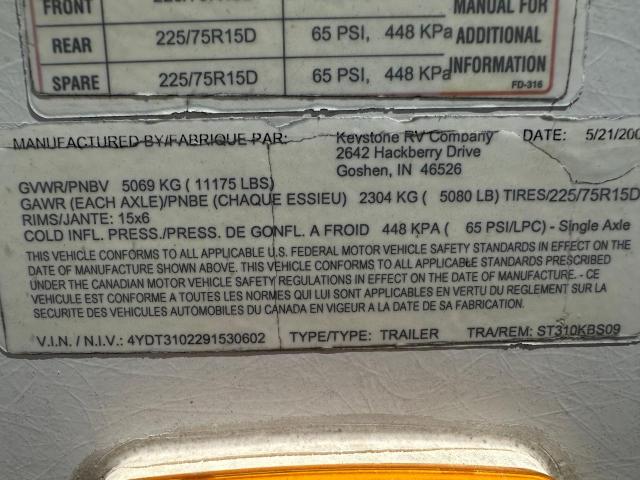 FRONT MANUAL FOR
REAR 225/75R15D 65 PSI, 448 KPa ADDITIONAL
SPARE 225/75R15D 65 PSI, 448 KPa INFORMATION
FD-316
MANUFACTURED BY/FABRIQUE PAR: Keystone RV Company DATE: 5/21/200
2642 Hackberry Drive
Goshen, IN 46526
GVWR/PNBV 5069 KG ( 11175 LBS)
GAWR (EACH AXLE)/PNBE (CHAQUE ESSIEU) 2304 KG ( 5080 LB) TIRES/225/75R15D
RIMS/JANTE: 15x6
COLD INFL. PRESS./PRESS. DE GONFL. A FROID 448 KPA ( 65 PSI/LPC) - Single Axle
THIS VEHICLE CONFORMS TO ALL APPLICABLE U.S. FEDERAL MOTOR VEHICLE SAFETY STANDARDS IN EFFECT ON THE
DATE OF MANUFACTURE SHOWN ABOVE. THIS VEHICLE CONFORMS TO ALL APPLICABLE STANDARDS PRESCRIBED
UNDER THE CANADIAN MOTOR VEHICLE SAFETY REGULATIONS IN EFFECT ON THE DATE OF MANUFACTURE. - CE
VEHICULE EST CONFORME A TOUTES LES NORMES QUI LUI SONT APPLICABLES EN VERTU DU REGLEMENT SUR LA
SECURITE DES VEHICULES AUTOMOBILES DU CANADA EN VIGUEUR A LA DATE DE SA FABRICATION.
V.I.N. / N.I.V.: 4YDT3102291530602 TYPE/TYPE: TRAILER TRA/REM: ST310KBS09